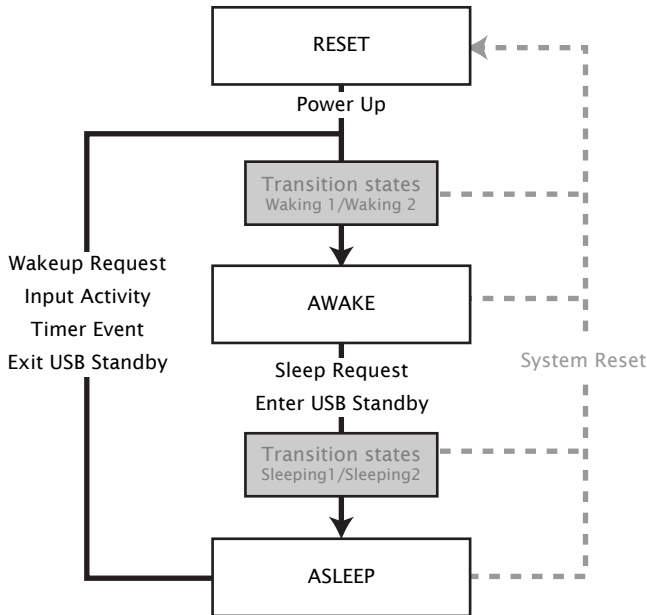 RESET
Power Up
Transition states
Waking 1/Waking 2
Wakeup Request
Input Activity
Timer Event
Exit USB Standby
AWAKE
System Reset
Sleep Request
Enter USB Standby
Transition states
Sleeping1/Sleeping2
ASLEEP